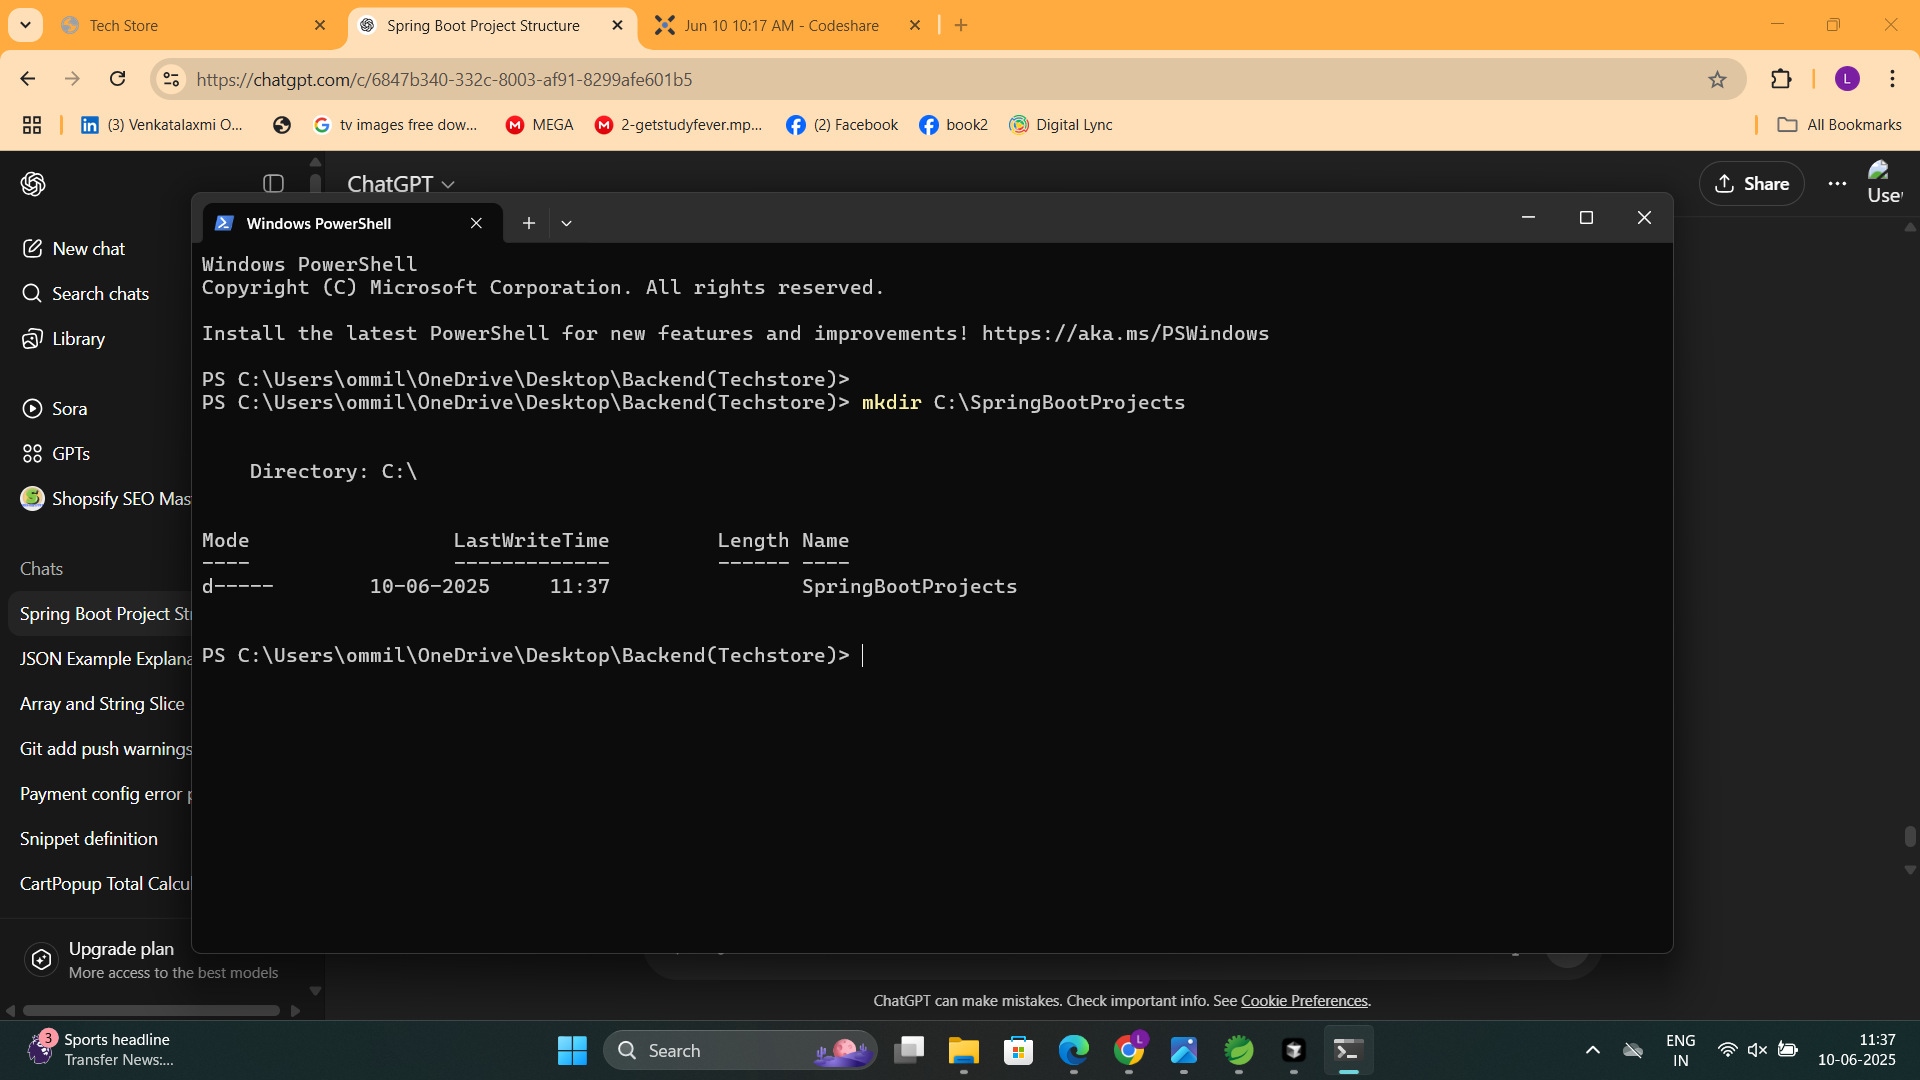 Tech Store
Spring Boot Project Structure
Jun 10 10:17 AM - Codeshare
https://chatgpt.com/c/6847b340-332c-8003-af91-8299afe601b5
L
(3) Venkatalaxmi O...
tv images free dow...
MEGA
2-getstudyfever.mp...
(2) Facebook
book2
Digital Lync
All Bookmarks
ChatGPT
Share
Use
New chat
Search chats
Library
Sora
GPTs
Shopsify SEO Mas
Chats
Spring Boot Project St
JSON Example Explana
Array and String Slice
Git add push warnings
Payment config error p
Snippet definition
CartPopup Total Calcul
Upgrade plan
More access to the best models
Windows PowerShell
Windows PowerShell
Copyright (C) Microsoft Corporation. All rights reserved.
Install the latest PowerShell for new features and improvements! https://aka.ms/PSWindows
PS C:\Users\ommil\OneDrive\Desktop\Backend(Techstore)>
PS C:\Users\ommil\OneDrive\Desktop\Backend(Techstore)> mkdir C:\SpringBootProjects
Directory: C:\
Mode LastWriteTime Length Name
---- ------------- ------ ----
d----- 10-06-2025 11:37 SpringBootProjects
PS C:\Users\ommil\OneDrive\Desktop\Backend(Techstore)>
ChatGPT can make mistakes. Check important info. See Cookie Preferences.
3
Sports headline
Transfer News:...
Search
L
ENG
IN
11:37
10-06-2025